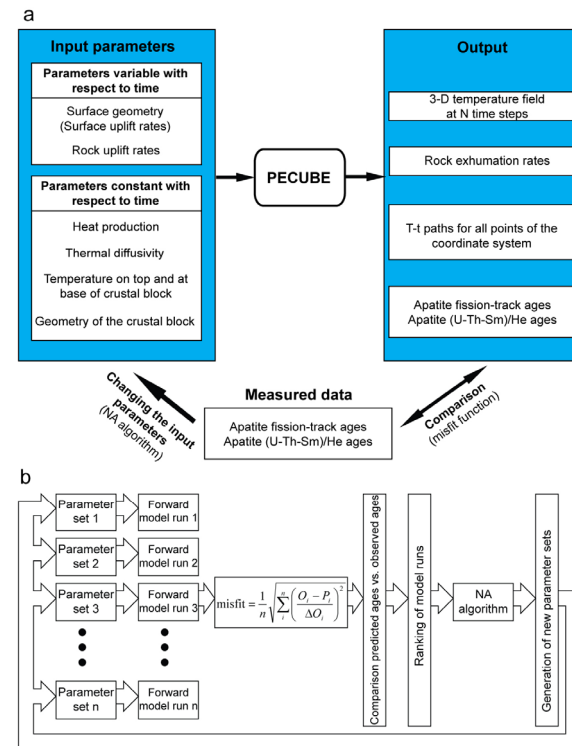 a
Input parameters
Parameters variable with
respect to time
Surface geometry
(Surface uplift rates)
Rock uplift rates
Parameters constant with
respect to time
Heat production
Thermal diffusivity
Temperature on top and at
base of crustal block
Geometry of the crustal block
PECUBE
Output
3-D temperature field
at N time steps
Rock exhumation rates
T-t paths for all points of the
coordinate system
Apatite fission-track ages
Apatite (U-Th-Sm)/He ages
Changing the input
parameters
(NA algorithm)
Measured data
Apatite fission-track ages
Apatite (U-Th-Sm)/He ages
Comparison
(misfit function)
b
Parameter
set 1
Forward
model run 1
Parameter
set 2
Forward
model run 2
Parameter
set 3
Forward
model run 3
Parameter
set n
Forward
model run n
misfit = 1/n √(∑ᵢⁿ ((Oᵢ − Pᵢ)/ΔOᵢ)²)
Comparison predicted ages vs. observed ages
Ranking of model runs
NA
algorithm
Generation of new parameter sets